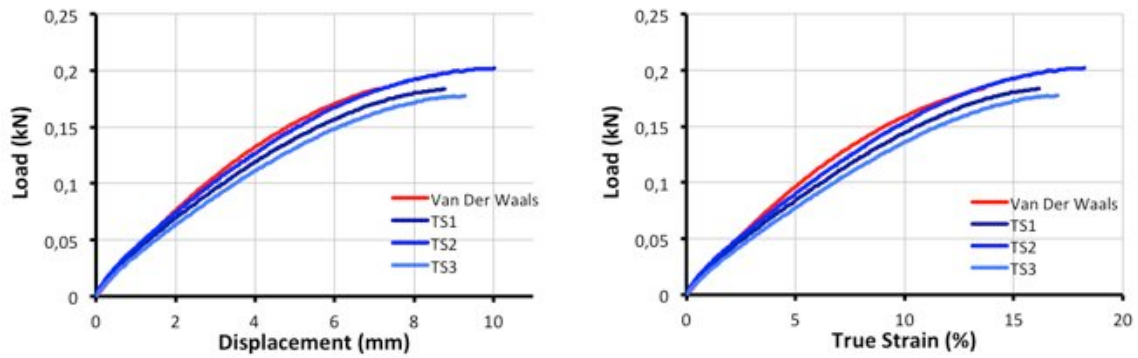 0,25
0,2
0,15
0,1
0,05
0
Load (kN)
Van Der Waals
TS1
TS2
TS3
0 2 4 6 8 10
Displacement (mm)
0,25
0,2
0,15
0,1
0,05
0
Load (kN)
Van Der Waals
TS1
TS2
TS3
0 5 10 15 20
True Strain (%)